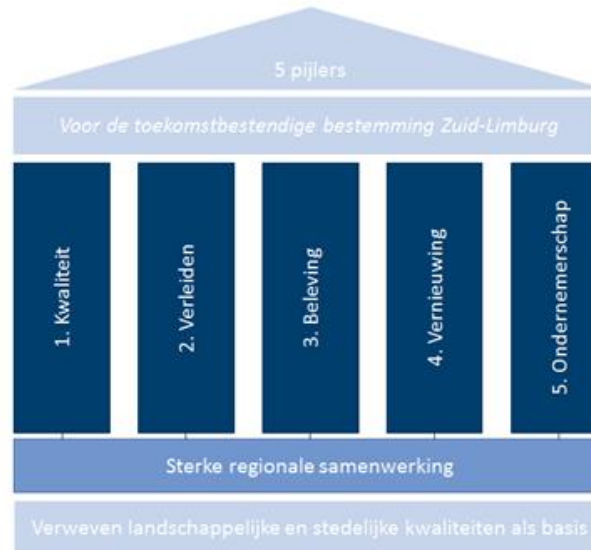 5 pijlers
Voor de toekomstbestendige bestemming Zuid-Limburg
1. Kwaliteit
2. Verleiden
3. Beleving
4. Vernieuwing
5. Ondernemerschap
Sterke regionale samenwerking
Verweven landschappelijke en stedelijke kwaliteiten als basis